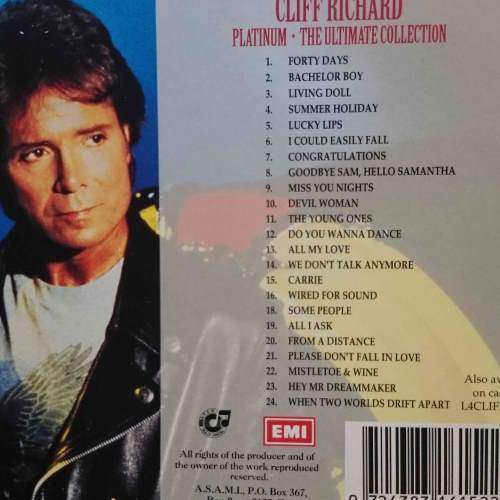 CLIFF RICHARD
PLATINUM · THE ULTIMATE COLLECTION
1. FORTY DAYS
2. BACHELOR BOY
3. LIVING DOLL
4. SUMMER HOLIDAY
5. LUCKY LIPS
6. I COULD EASILY FALL
7. CONGRATULATIONS
8. GOODBYE SAM, HELLO SAMANTHA
9. MISS YOU NIGHTS
10. DEVIL WOMAN
11. THE YOUNG ONES
12. DO YOU WANNA DANCE
13. ALL MY LOVE
14. WE DON'T TALK ANYMORE
15. CARRIE
16. WIRED FOR SOUND
18. SOME PEOPLE
19. ALL I ASK
20. FROM A DISTANCE
21. PLEASE DON'T FALL IN LOVE
22. MISTLETOE & WINE
23. HEY MR DREAMMAKER
24. WHEN TWO WORLDS DRIFT APART
Also av
on ca
L4CLIF
EMI
All rights of the producer and of
the owner of the work reproduced
reserved.
A.S.A.M.I., P.O. Box 367,